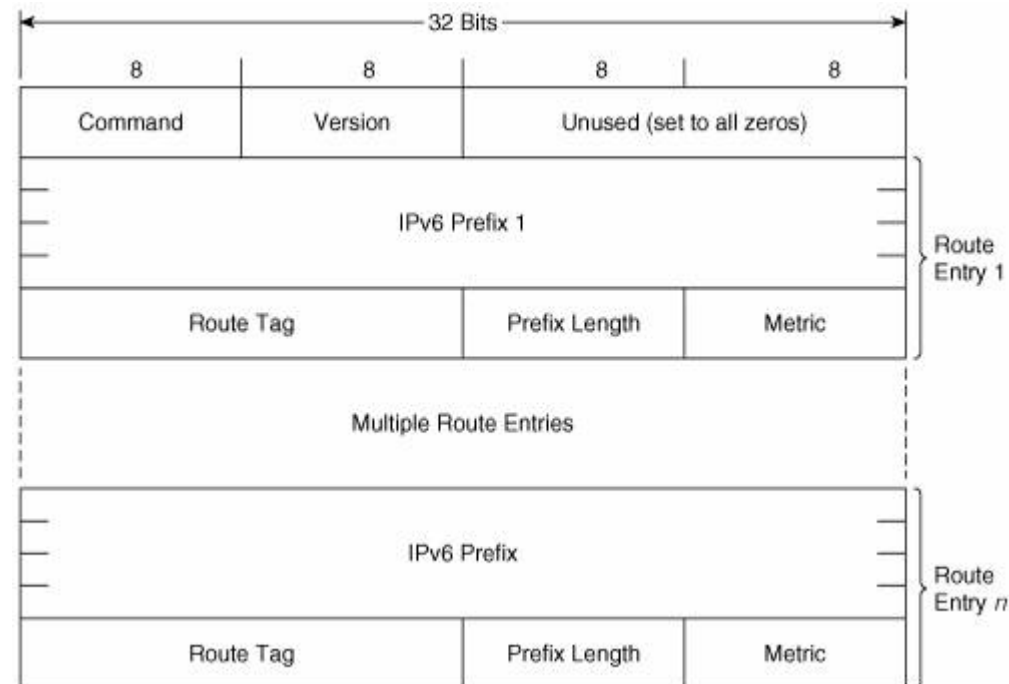 32 Bits
8 8 8 8
Command Version Unused (set to all zeros)
IPv6 Prefix 1
Route
Entry 1
Route Tag Prefix Length Metric
Multiple Route Entries
IPv6 Prefix
Route
Entry n
Route Tag Prefix Length Metric